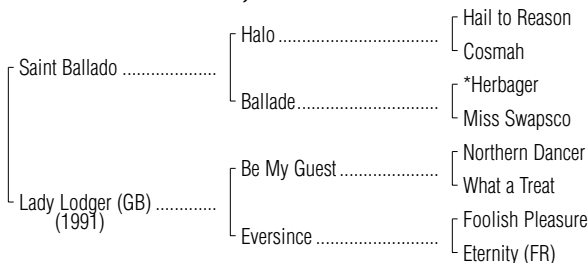 Hail to Reason
Halo ........................................
Cosmah
Saint Ballado .......................
*Herbager
Ballade....................................
Miss Swapsco
Northern Dancer
Be My Guest.........................
What a Treat
Lady Lodger (GB) ...............
(1991)
Foolish Pleasure
Eversince ...............................
Eternity (FR)